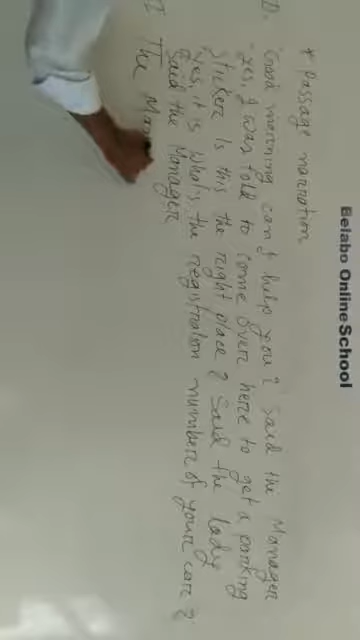 Belabo Online School
* Passage narration
D. Good morning can I help you? said the Manager
-yes, I was told to come over here to get a parking
sticker Is this the right place? said the lady
yes, it is what's the registration number of your car?
said the Manager
The Man